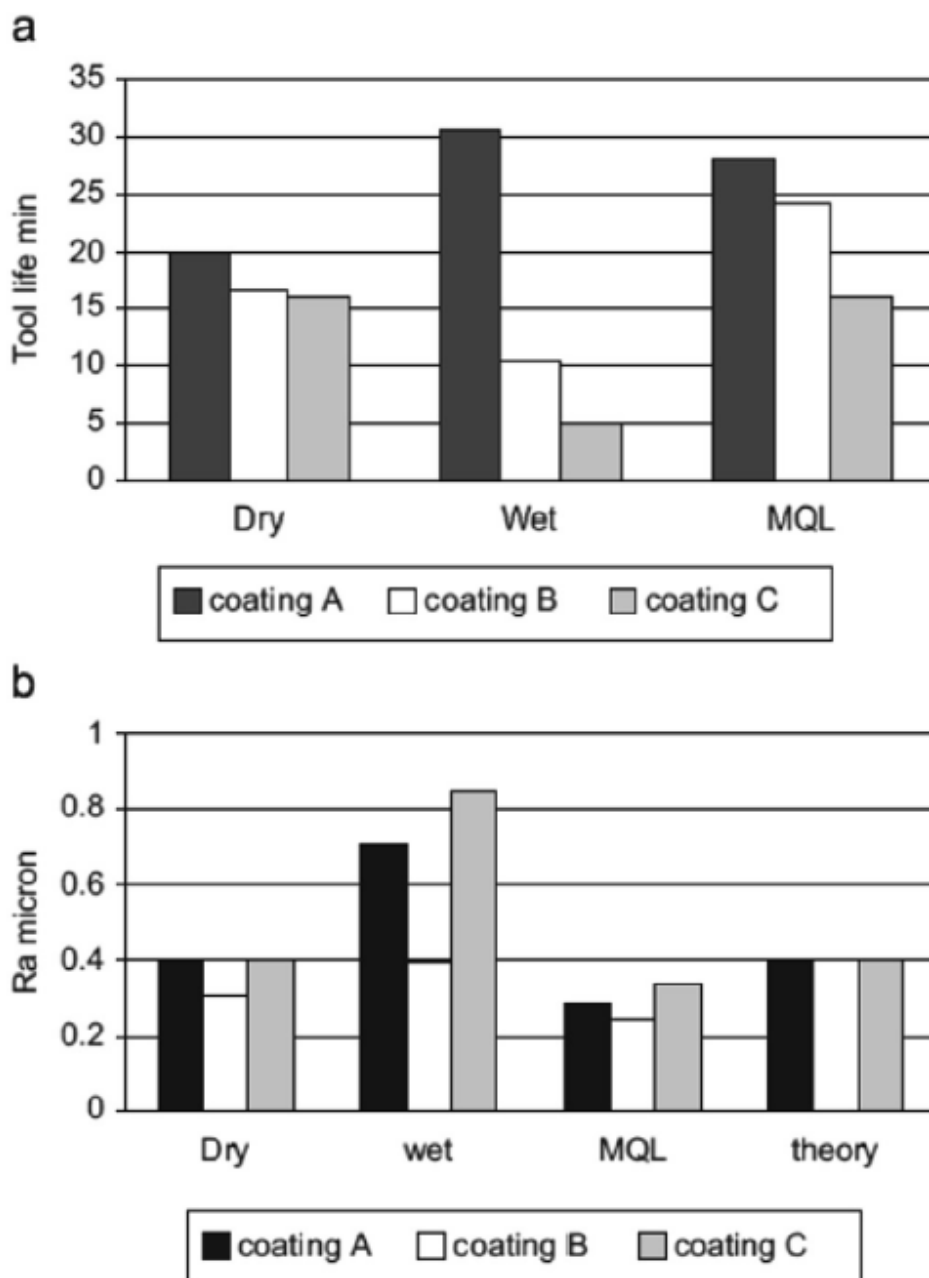 a
35
30
25
20
15
10
5
0
Tool life min
Dry Wet MQL
coating A coating B coating C
b
1
0.8
0.6
0.4
0.2
0
Ra micron
Dry wet MQL theory
coating A coating B coating C